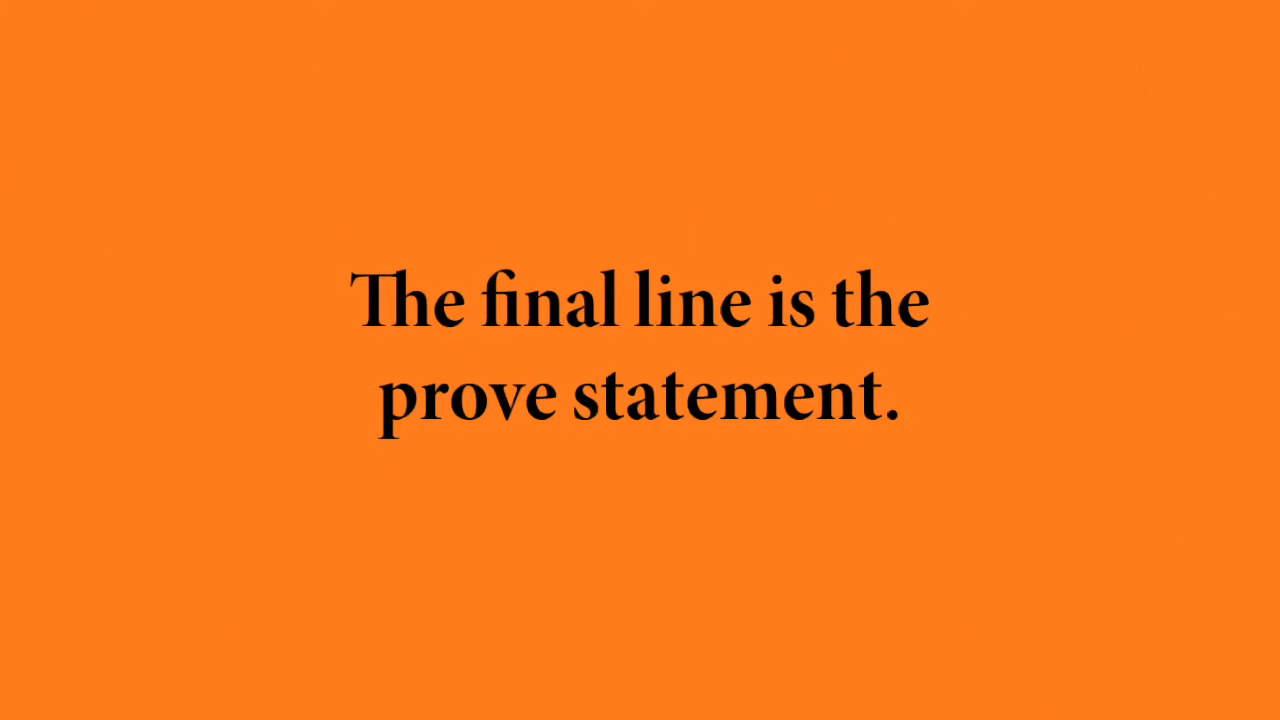 The final line is the
prove statement.